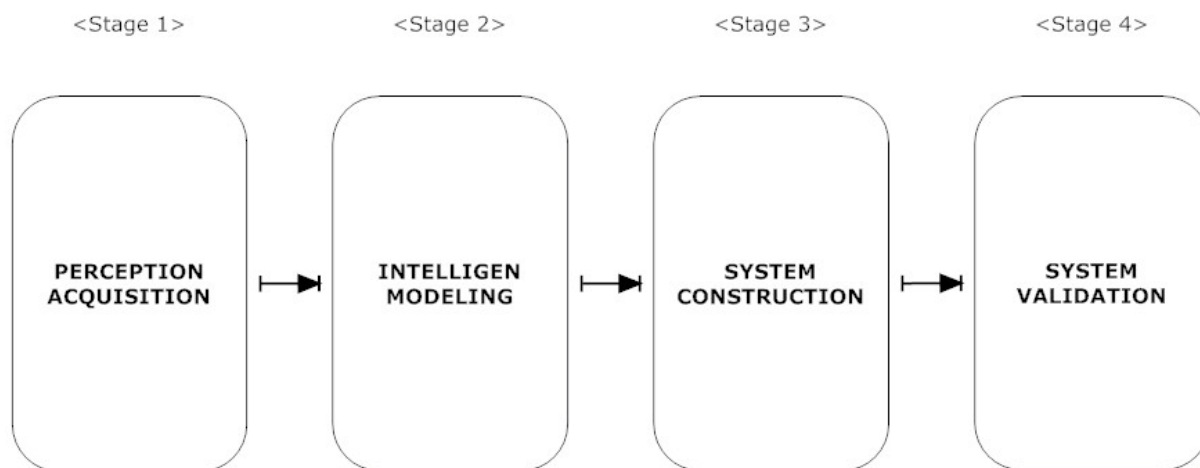 <Stage 1>
<Stage 2>
<Stage 3>
<Stage 4>
PERCEPTION
ACQUISITION
INTELLIGEN
MODELING
SYSTEM
CONSTRUCTION
SYSTEM
VALIDATION